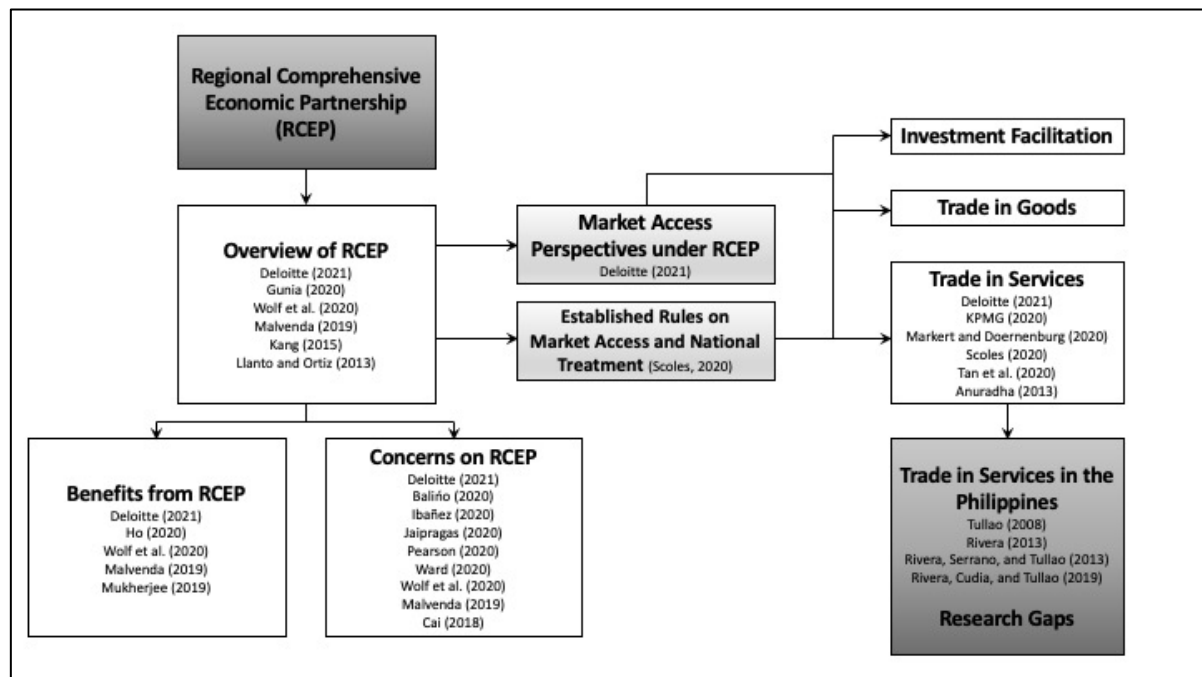 Regional Comprehensive
Economic Partnership
(RCEP)
Overview of RCEP
Deloitte (2021)
Gunia (2020)
Wolf et al. (2020)
Malvenda (2019)
Kang (2015)
Llanto and Ortiz (2013)
Benefits from RCEP
Deloitte (2021)
Ho (2020)
Wolf et al. (2020)
Malvenda (2019)
Mukherjee (2019)
Concerns on RCEP
Deloitte (2021)
Baliño (2020)
Ibañez (2020)
Jaipragas (2020)
Pearson (2020)
Ward (2020)
Wolf et al. (2020)
Malvenda (2019)
Cai (2018)
Market Access
Perspectives under RCEP
Deloitte (2021)
Established Rules on
Market Access and National
Treatment (Scoles, 2020)
Investment Facilitation
Trade in Goods
Trade in Services
Deloitte (2021)
KPMG (2020)
Markert and Doernenburg (2020)
Scoles (2020)
Tan et al. (2020)
Anuradha (2013)
Trade in Services in the
Philippines
Tullao (2008)
Rivera (2013)
Rivera, Serrano, and Tullao (2013)
Rivera, Cudia, and Tullao (2019)
Research Gaps